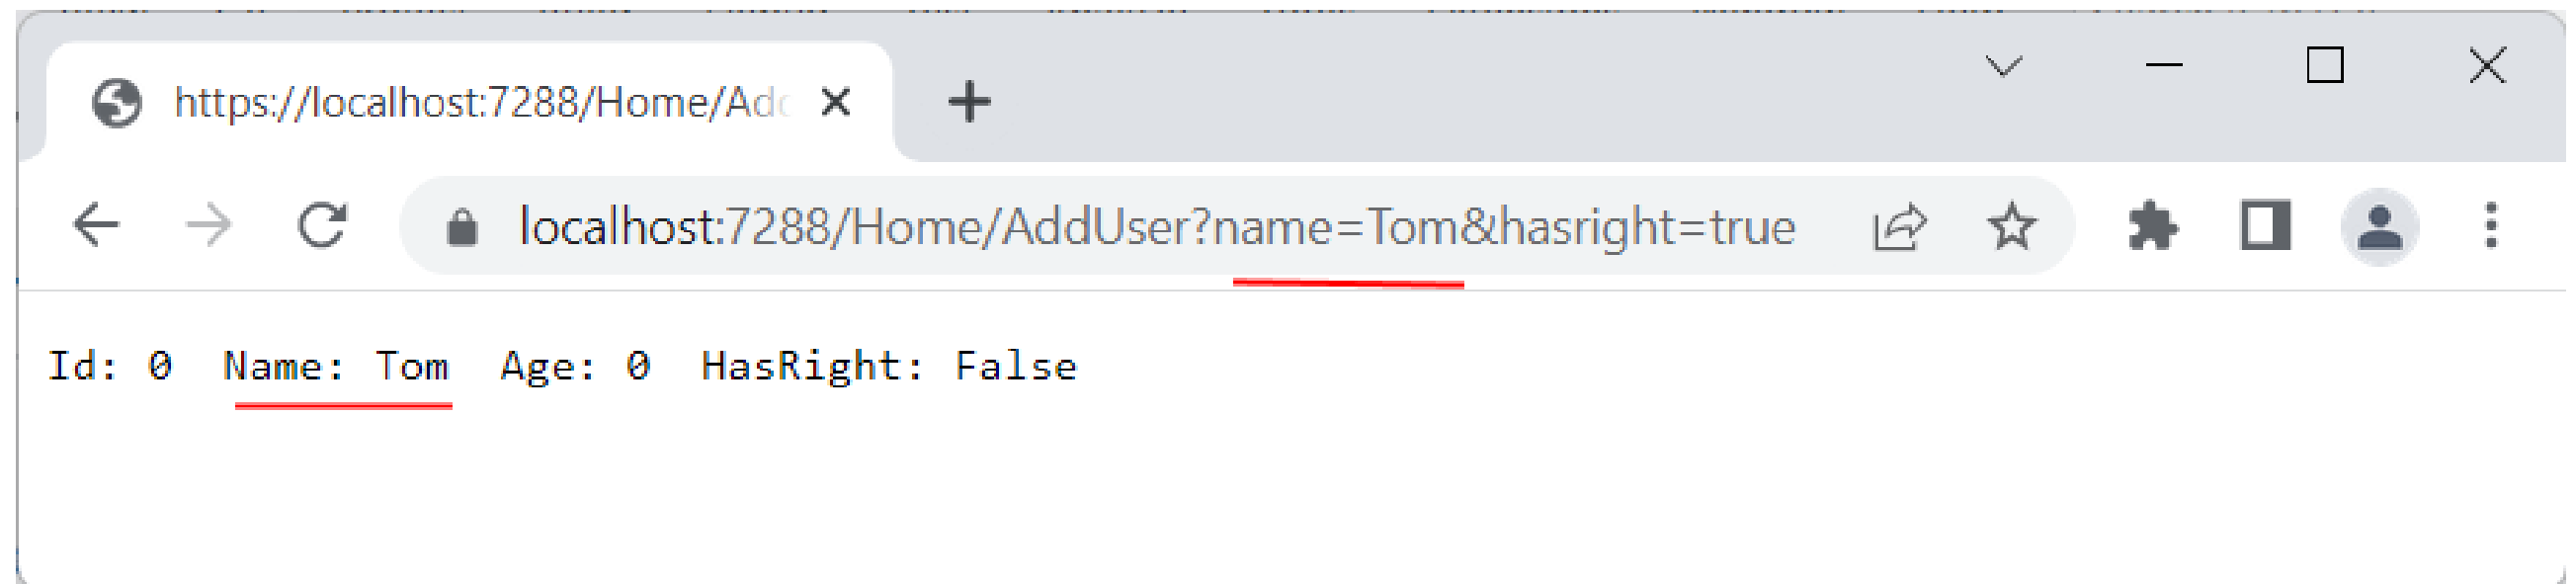 https://localhost:7288/Home/Add
localhost:7288/Home/AddUser?name=Tom&hasright=true
Id: 0  Name: Tom  Age: 0  HasRight: False